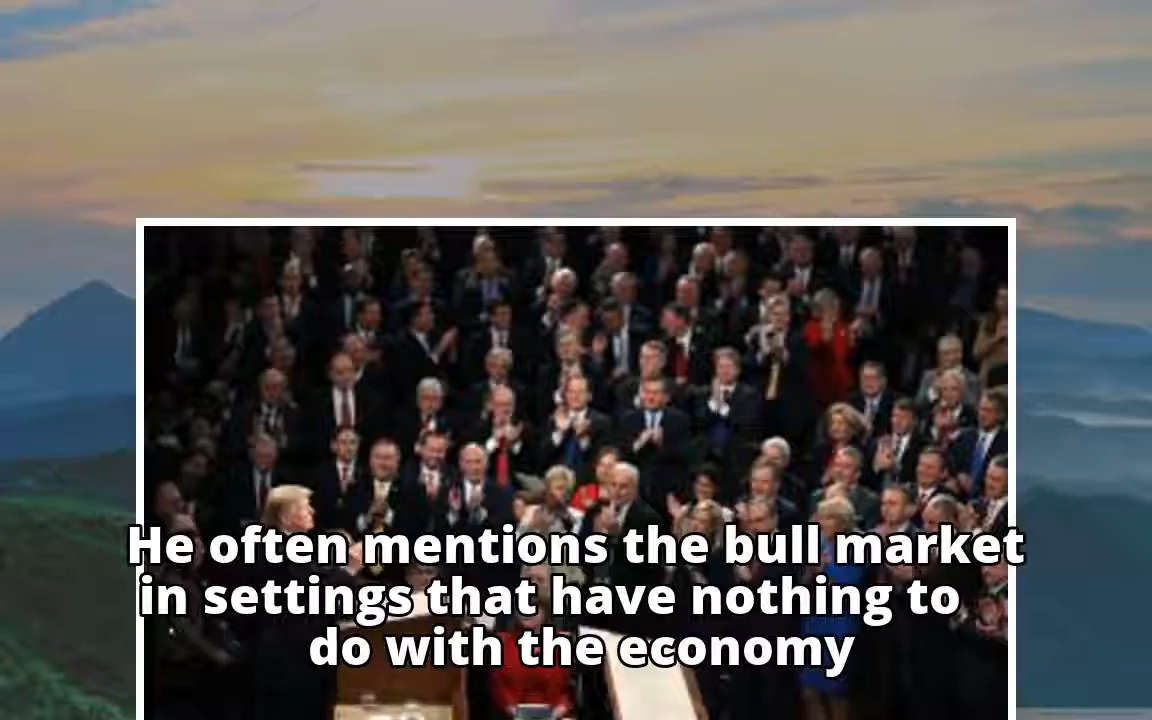 He often mentions the bull market
in settings that have nothing to
do with the economy